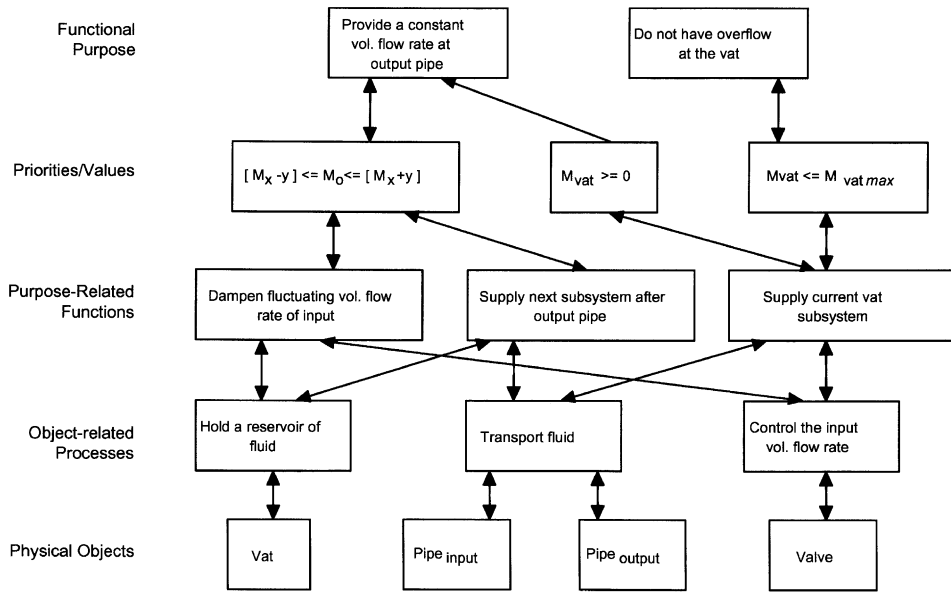 Functional
Purpose
Provide a constant
vol. flow rate at
output pipe
Do not have overflow
at the vat
Priorities/Values
[ Mx -y ] <= Mo<= [ Mx+y ]
Mvat >= 0
Mvat <= M vat max
Purpose-Related
Functions
Dampen fluctuating vol. flow
rate of input
Supply next subsystem after
output pipe
Supply current vat
subsystem
Object-related
Processes
Hold a reservoir of
fluid
Transport fluid
Control the input
vol. flow rate
Physical Objects
Vat
Pipe input
Pipe output
Valve